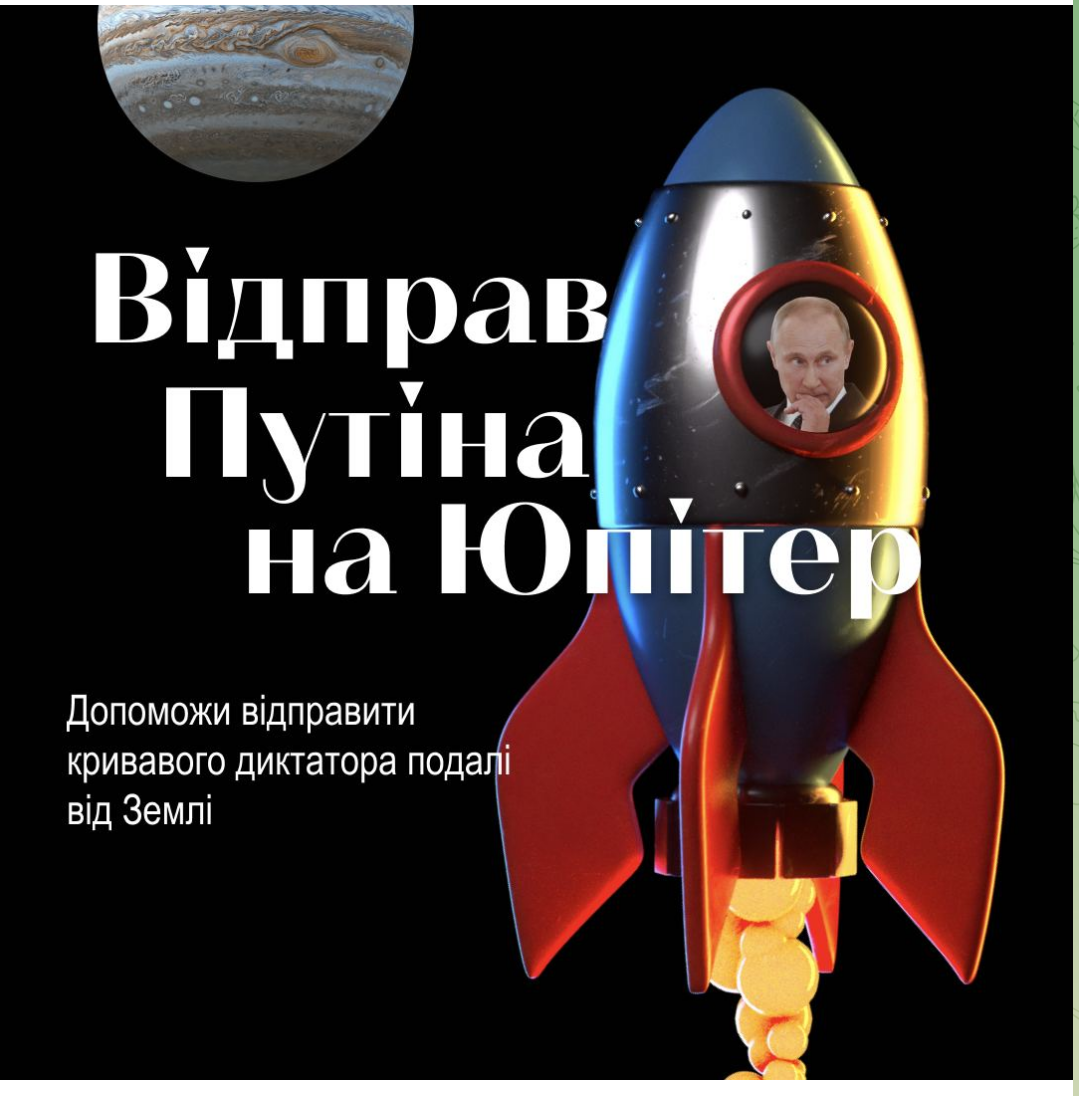 Відправ
Путіна
на Юпітер
Допоможи відправити
кривавого диктатора подалі
від Землі